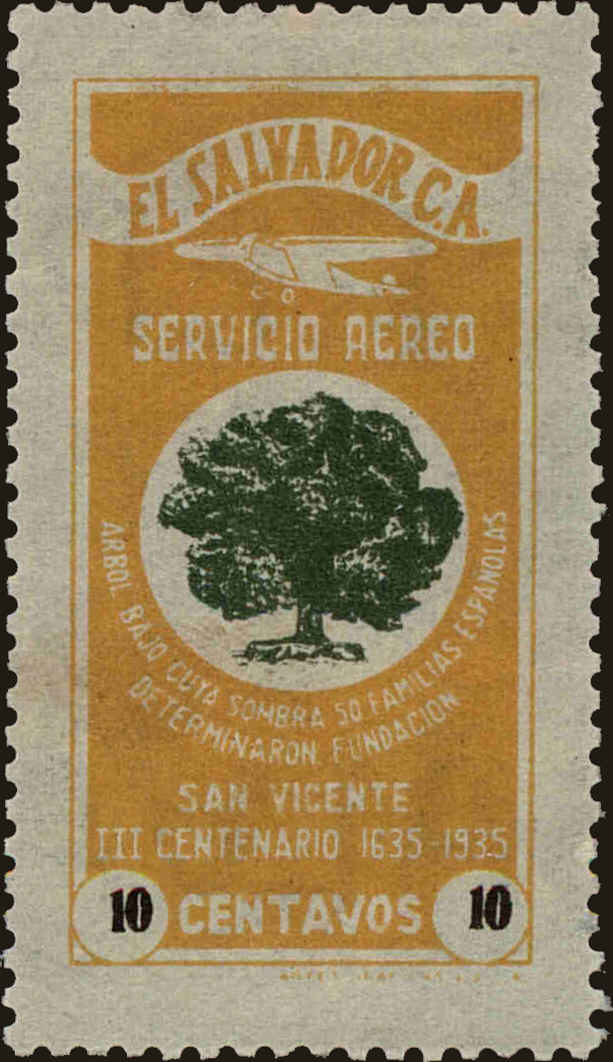 EL SALVADOR C.A.
SERVICIO AEREO
ARBOL BAJO CUYA SOMBRA 50 FAMILIAS ESPAÑOLAS
DETERMINARON FUNDACION
SAN VICENTE
III CENTENARIO 1635-1935
10 CENTAVOS 10